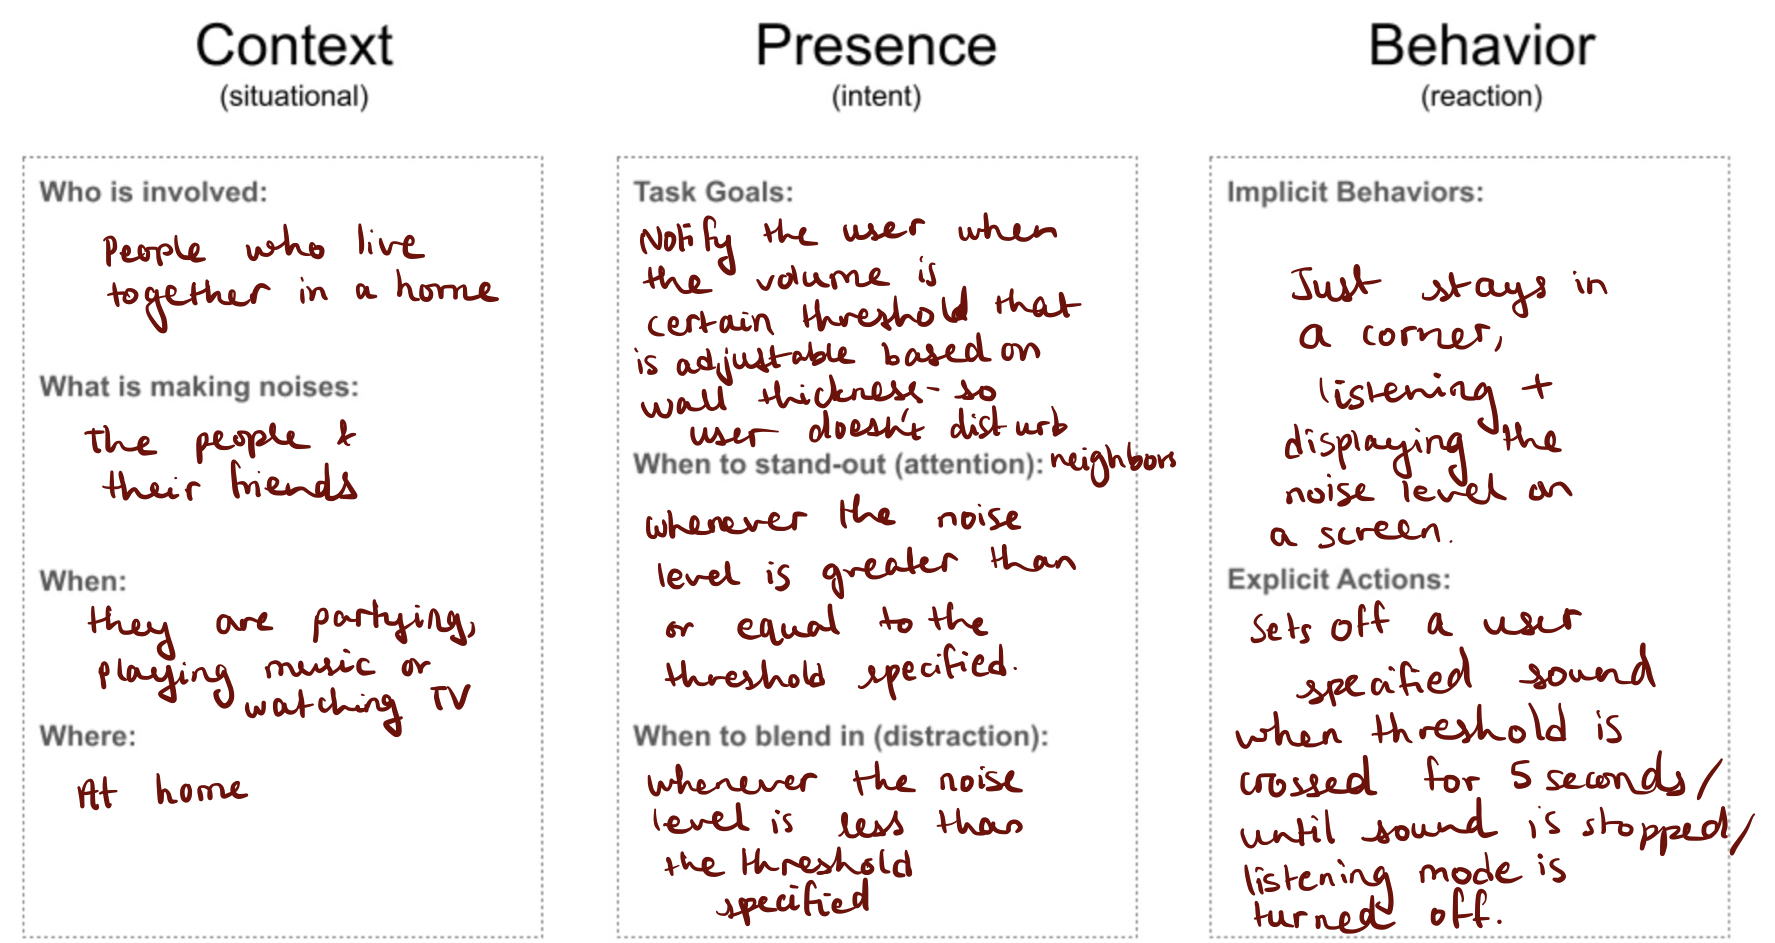 Context
(situational)
Who is involved:
People who live
together in a home
What is making noises:
the people &
their friends
When:
they are partying,
playing music or
watching TV
Where:
At home
Presence
(intent)
Task Goals:
Notify the user when
the volume is
certain threshold that
is adjustable based on
wall thickness - so
user doesn't disturb
neighbors
When to stand-out (attention):
whenever the noise
level is greater than
or equal to the
threshold specified.
When to blend in (distraction):
whenever the noise
level is less than
the threshold
specified
Behavior
(reaction)
Implicit Behaviors:
Just stays in
a corner,
listening +
displaying the
noise level on
a screen.
Explicit Actions:
Sets off a user
specified sound
when threshold is
crossed for 5 seconds/
until sound is stopped/
listening mode is
turned off.